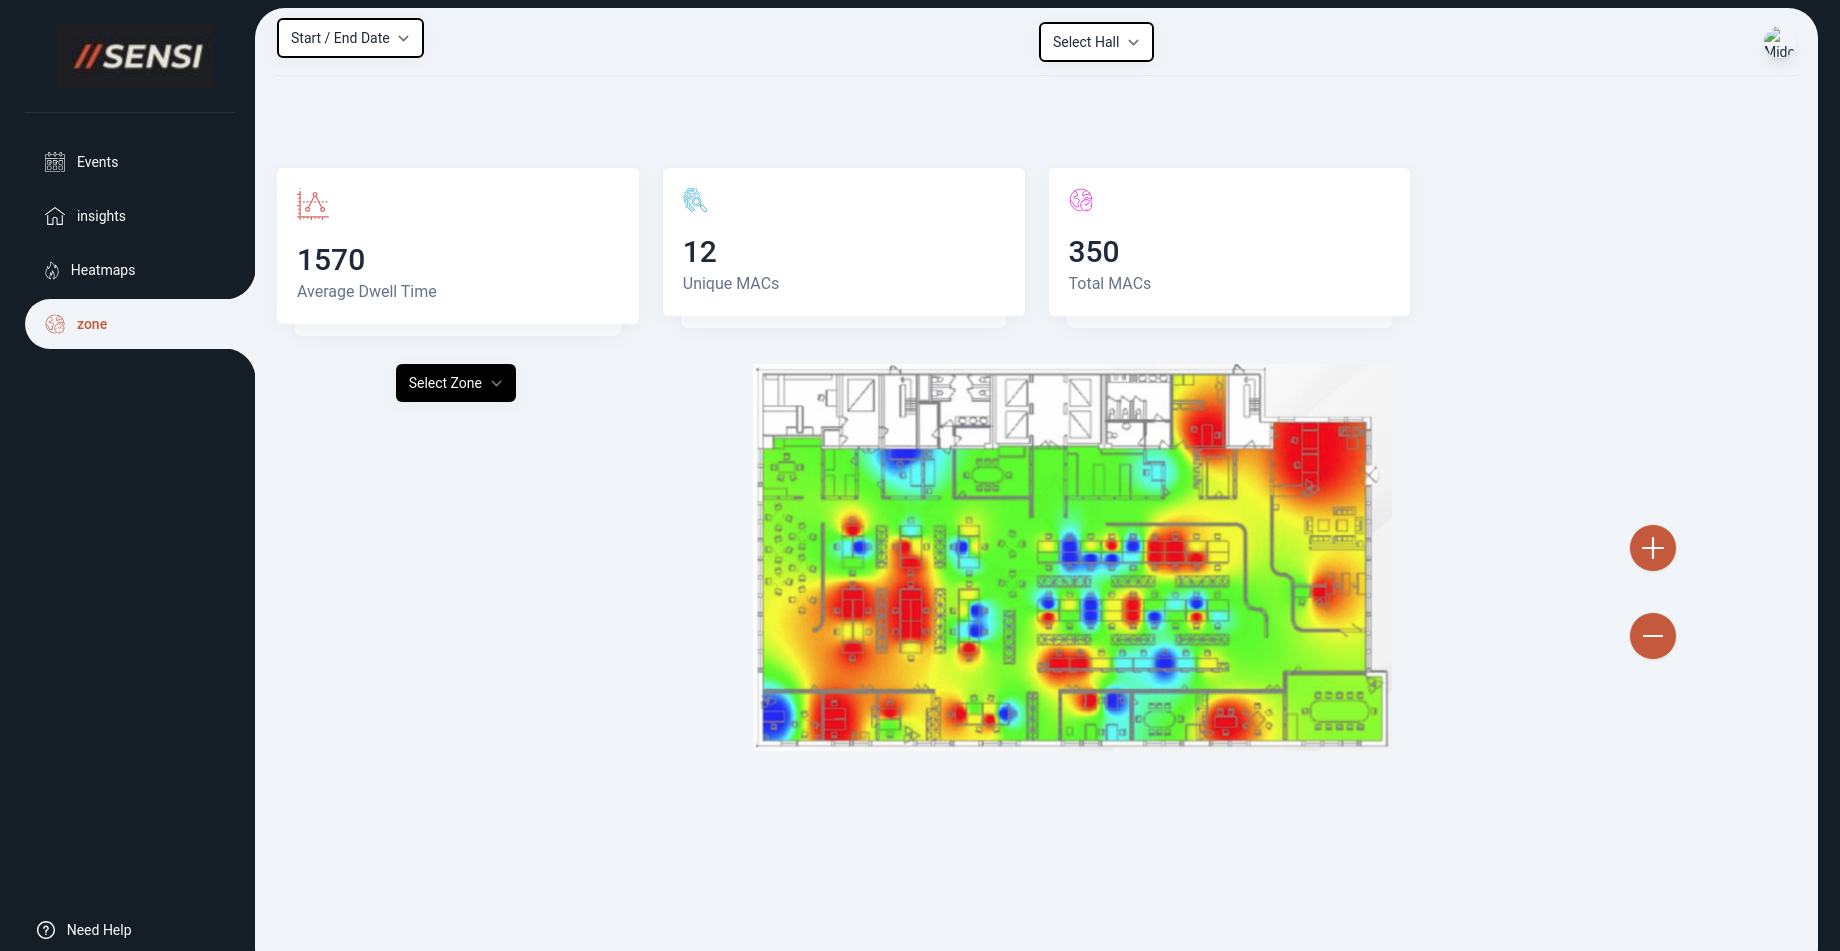 //SENSI
Start / End Date
Select Hall
Events
insights
Heatmaps
zone
1570
Average Dwell Time
12
Unique MACs
350
Total MACs
Select Zone
Need Help